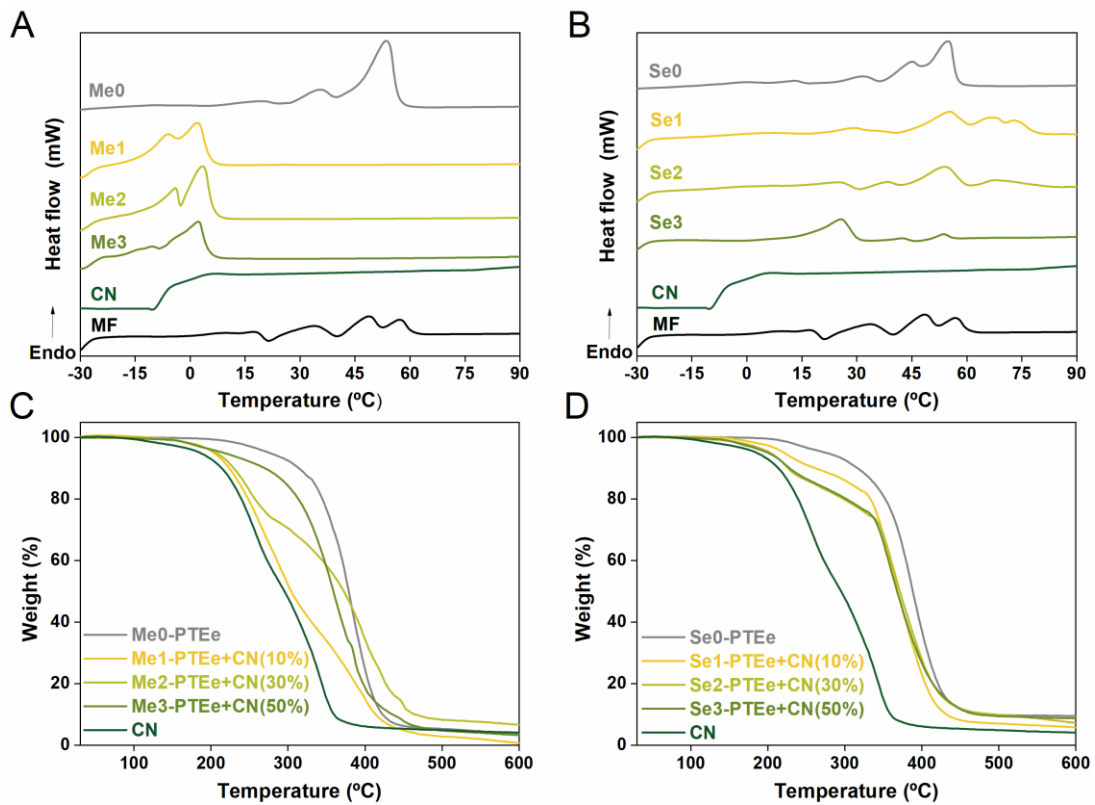 A
Heat flow (mW)
Endo
Me0
Me1
Me2
Me3
CN
MF
-30 -15 0 15 30 45 60 75 90
Temperature (ºC)
B
Heat flow (mW)
Endo
Se0
Se1
Se2
Se3
CN
MF
-30 -15 0 15 30 45 60 75 90
Temperature (ºC)
C
Weight (%)
100
80
60
40
20
0
Me0-PTEe
Me1-PTEe+CN(10%)
Me2-PTEe+CN(30%)
Me3-PTEe+CN(50%)
CN
100 200 300 400 500 600
Temperature (ºC)
D
Weight (%)
100
80
60
40
20
0
Se0-PTEe
Se1-PTEe+CN(10%)
Se2-PTEe+CN(30%)
Se3-PTEe+CN(50%)
CN
100 200 300 400 500 600
Temperature (ºC)